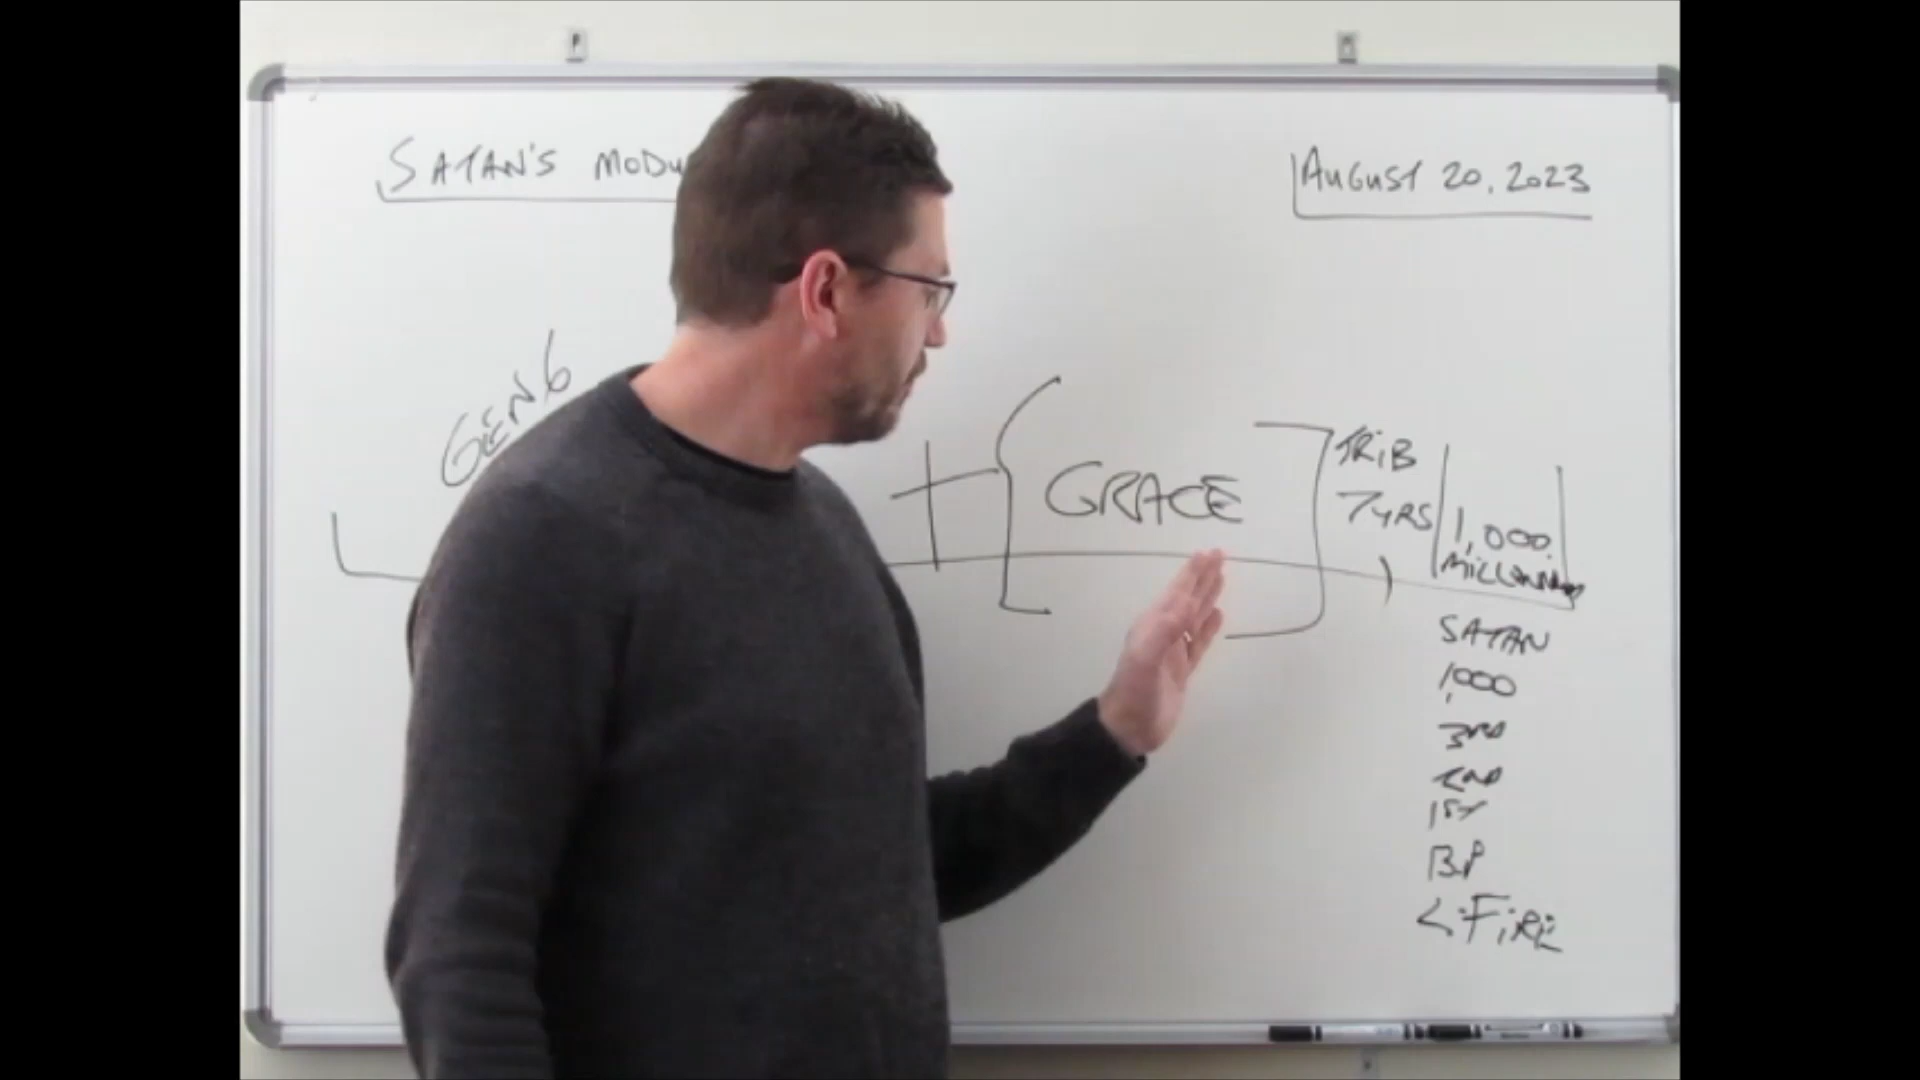 SATAN'S MODU
AUGUST 20, 2023
GEN 6
GRACE
TRIB
7 YRS
1,000
MILLENNIUM
SATAN
1,000
3RD
2ND
1ST
B.P
L.FIRE